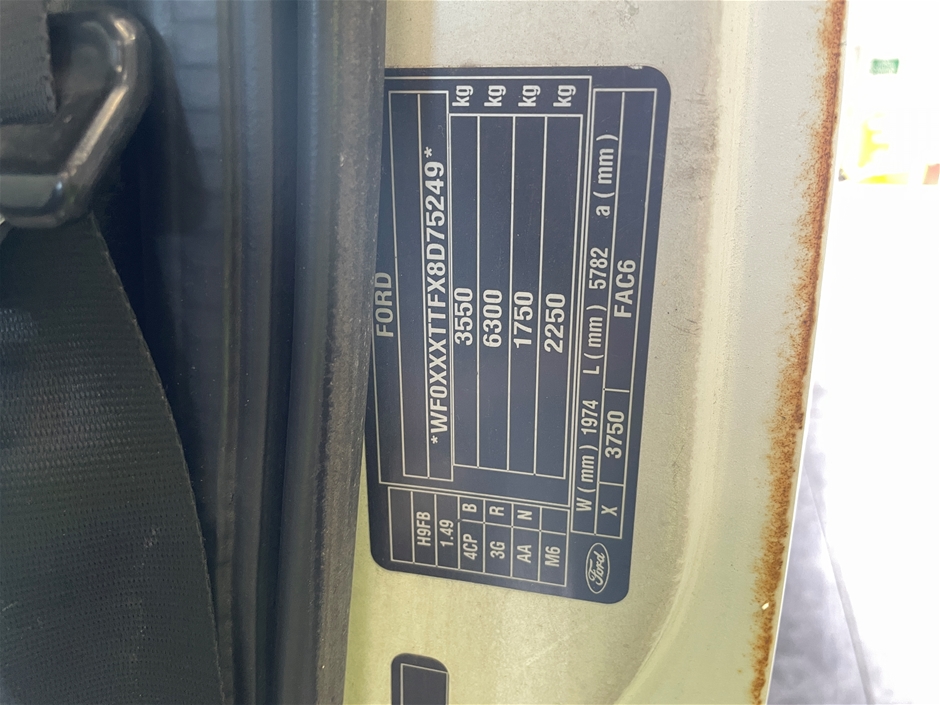 FORD
*WF0XXXTTFX8D75249*
3550 kg
6300 kg
1750 kg
2250 kg
H9FB
1.49
4CP B
3G R
AA N
M6
W ( mm ) 1974 L ( mm ) 5782 a ( mm )
X 3750 FAC6
Ford